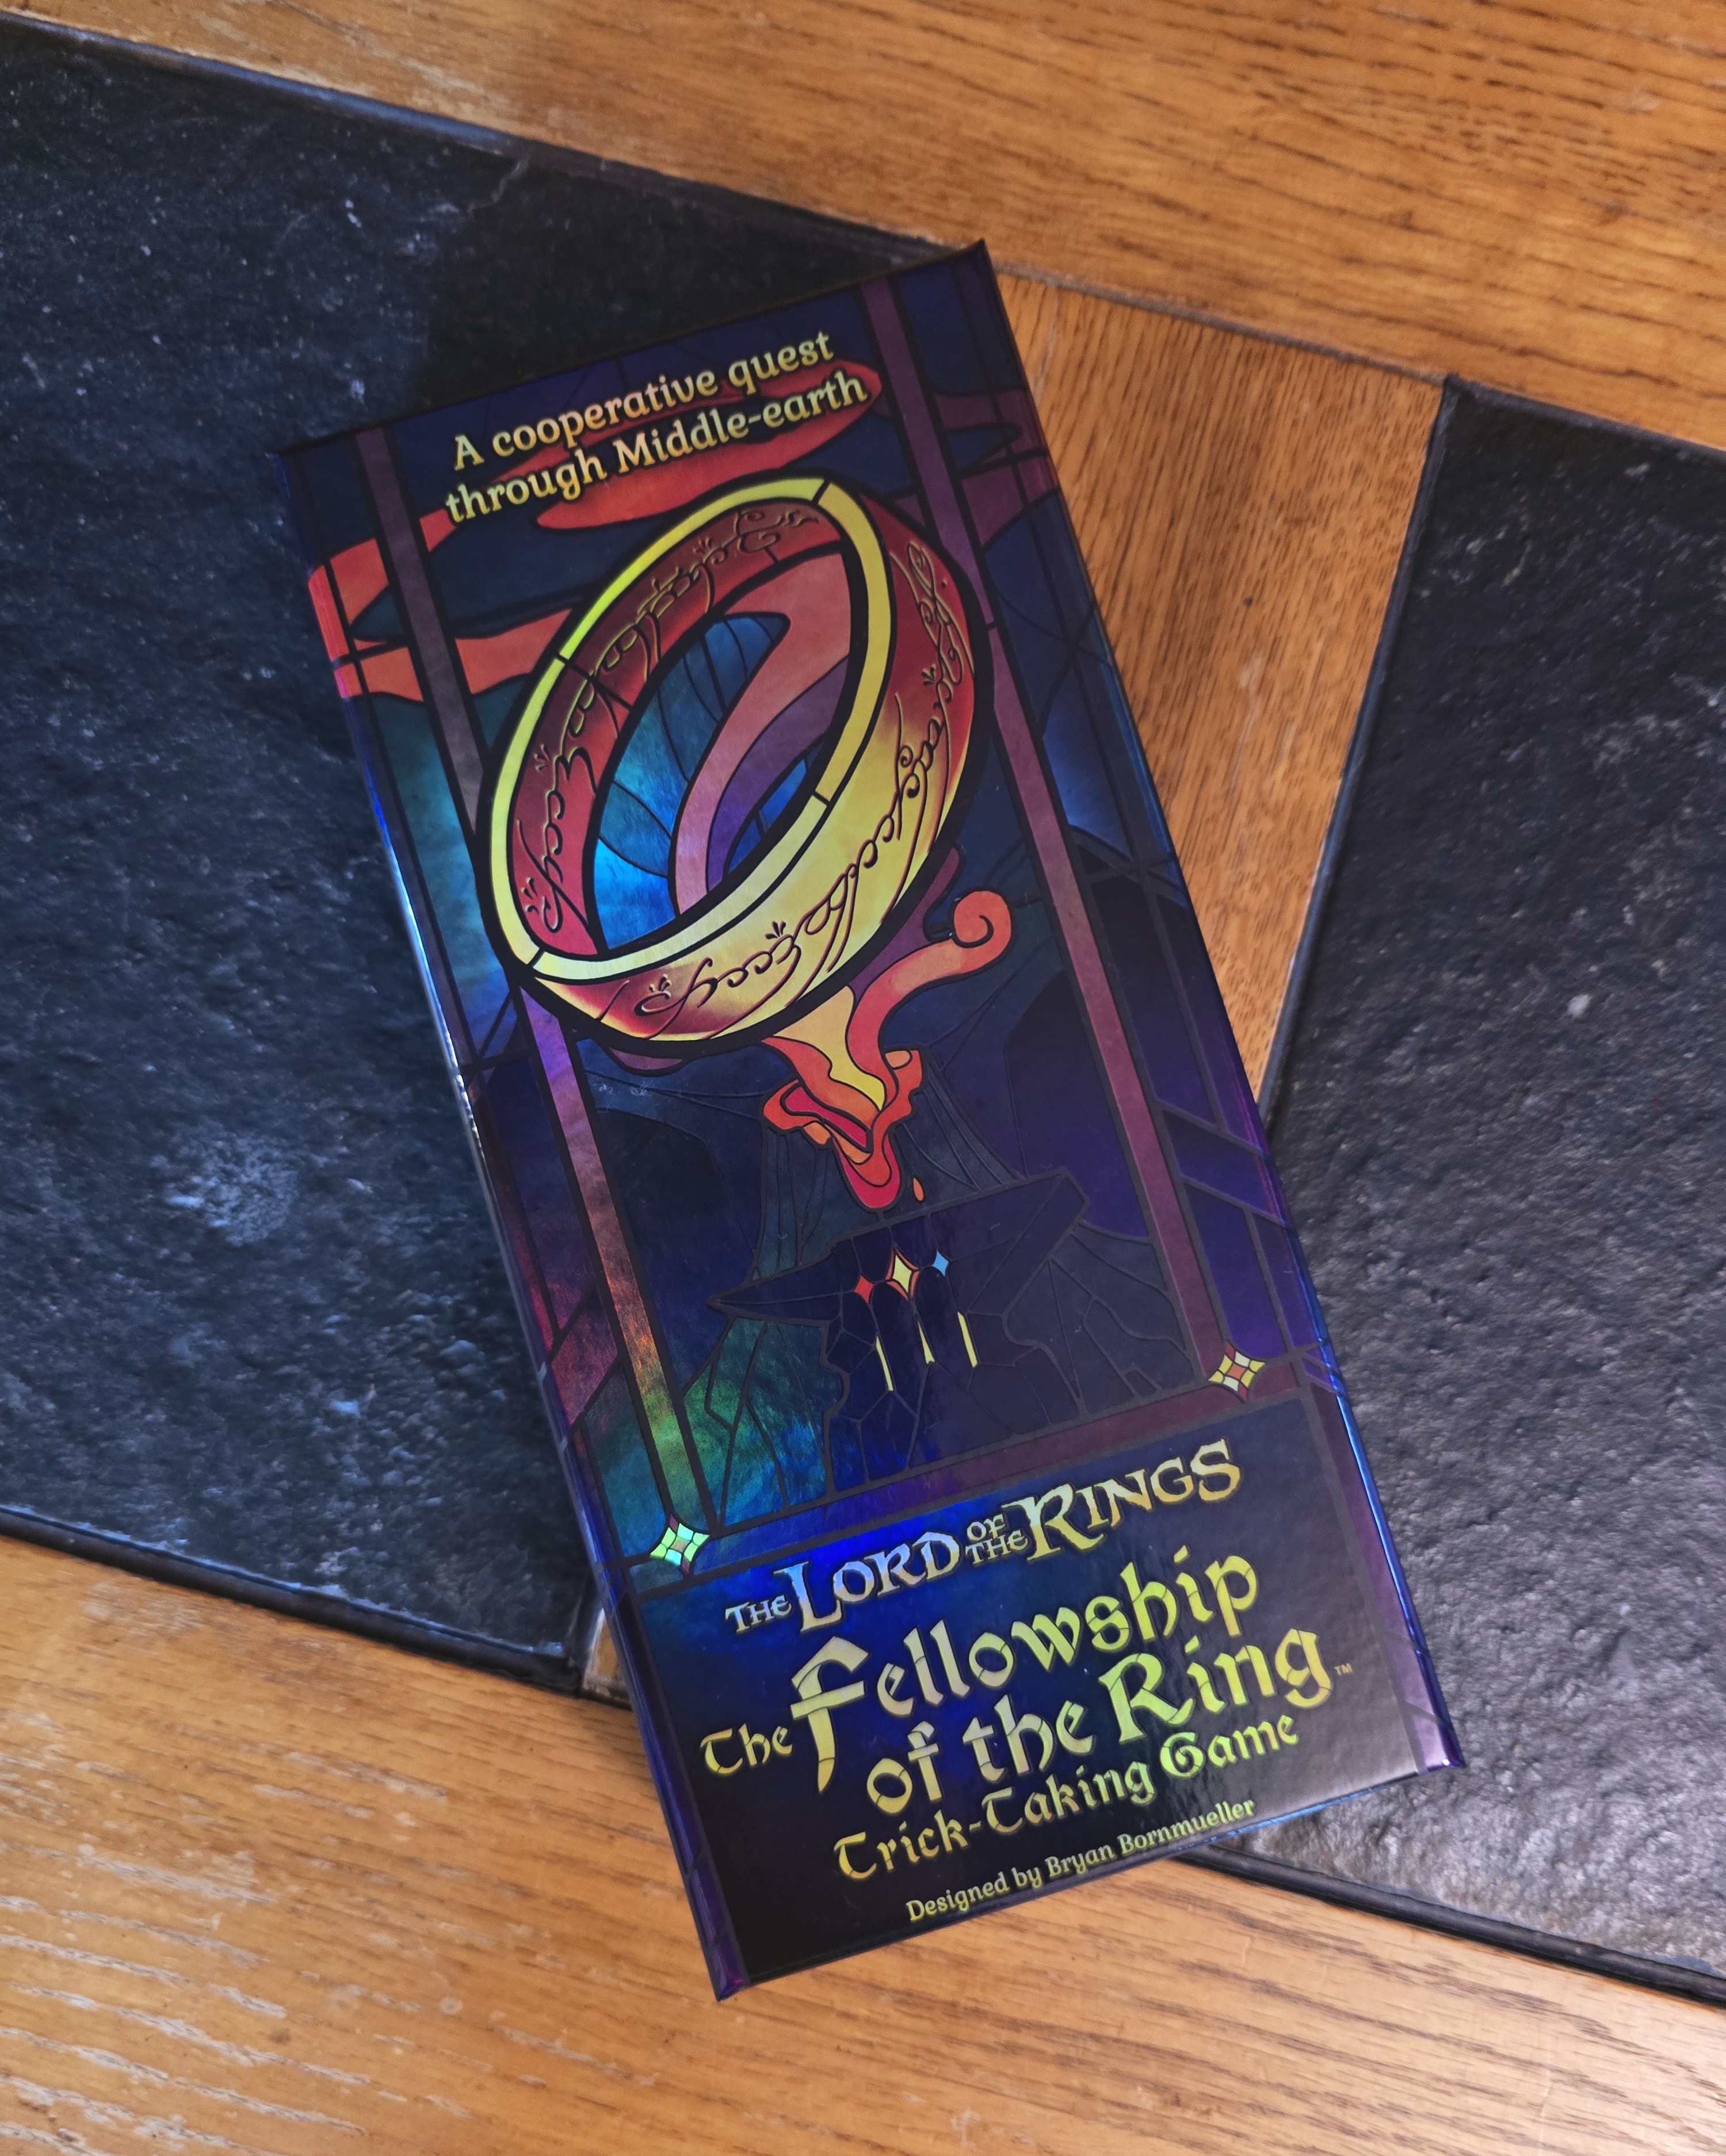 A cooperative quest
through Middle-earth
THE LORD OF THE RINGS
The Fellowship
of the Ring™
Trick-Taking Game
Designed by Bryan Bornmueller